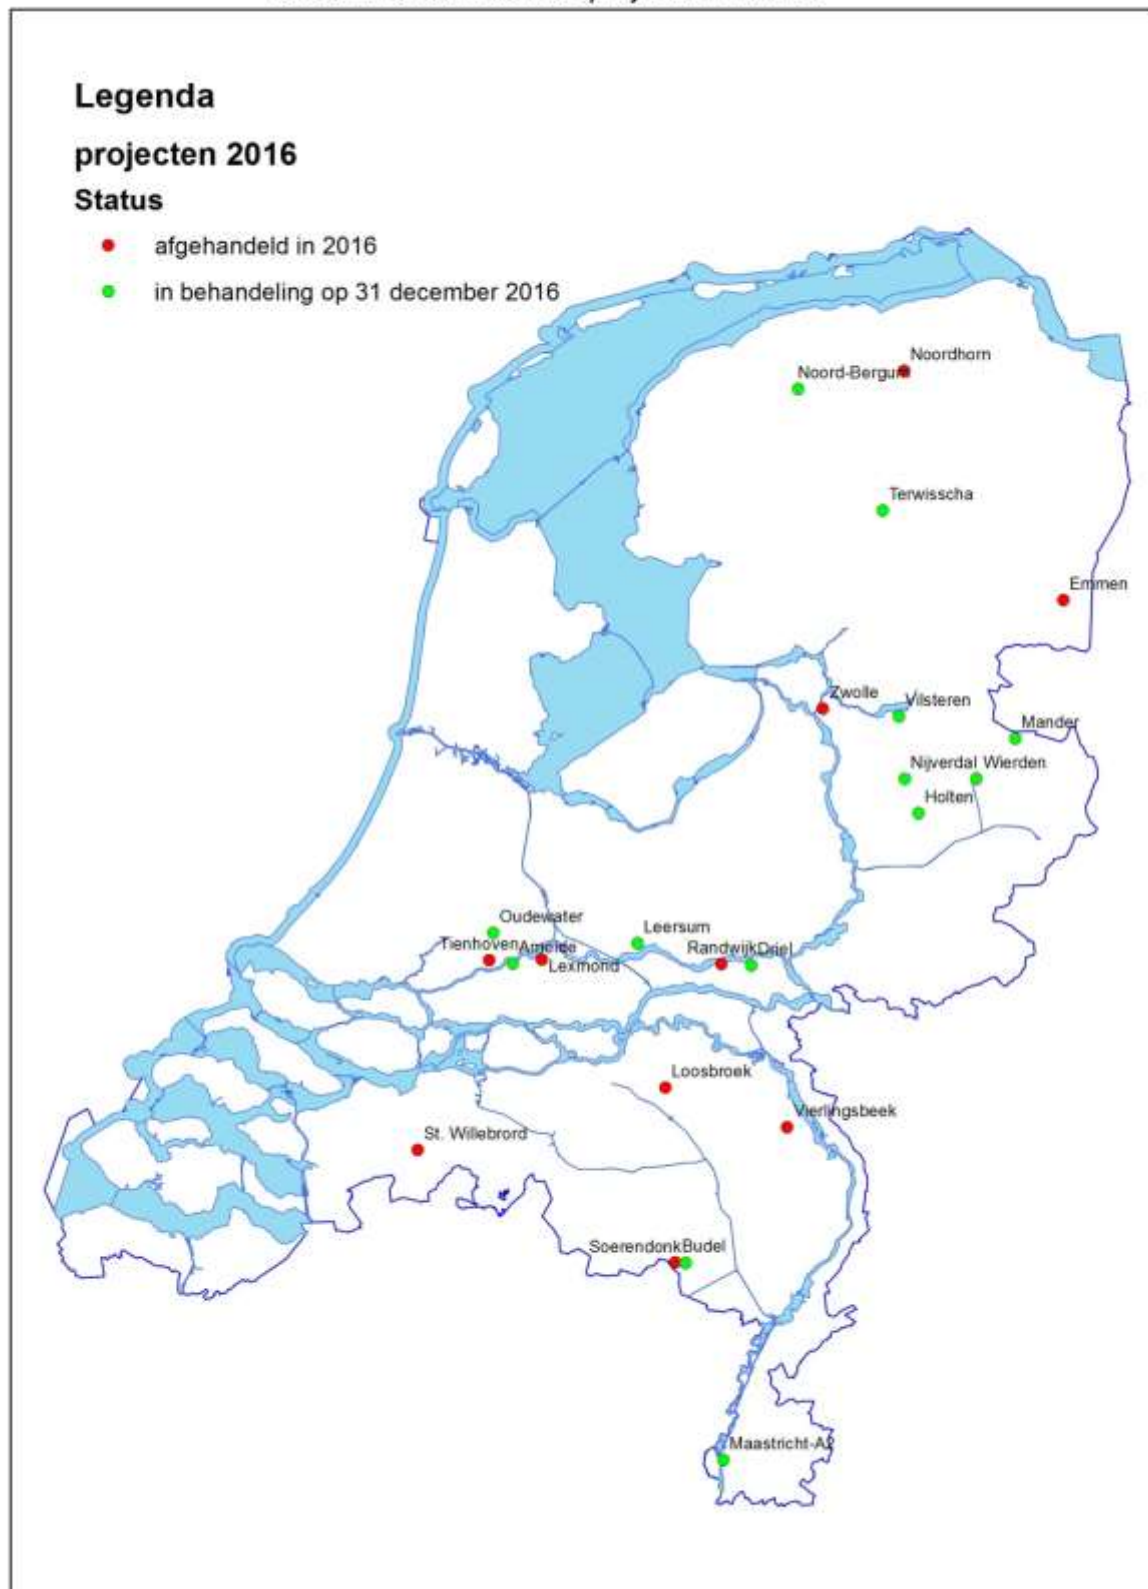 Legenda
projecten 2016
Status
afgehandeld in 2016
in behandeling op 31 december 2016
Noordhorn
Noord-Bergum
Terwisscha
Emmen
Zwolle
Vilsteren
Mander
Nijverdal Wierden
Holten
Oudewater
Leersum
Tienhoven
Ameide
Randwijk
Driel
Lexmond
Loosbroek
Vierlingsbeek
St. Willebrord
Soerendonk
Budel
Maastricht-A2